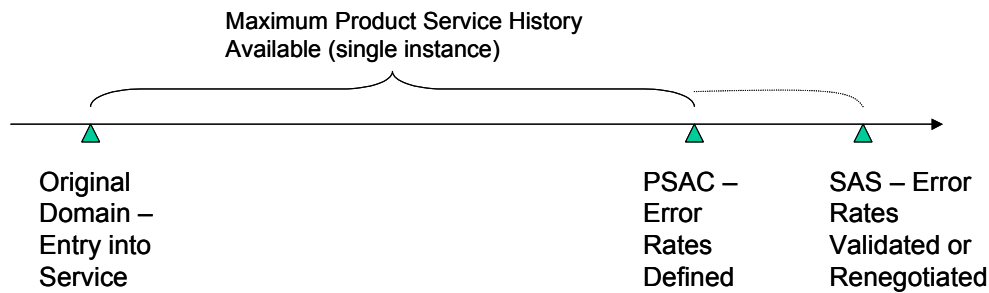 Maximum Product Service History
Available (single instance)
Original
Domain –
Entry into
Service
PSAC –
Error
Rates
Defined
SAS – Error
Rates
Validated or
Renegotiated